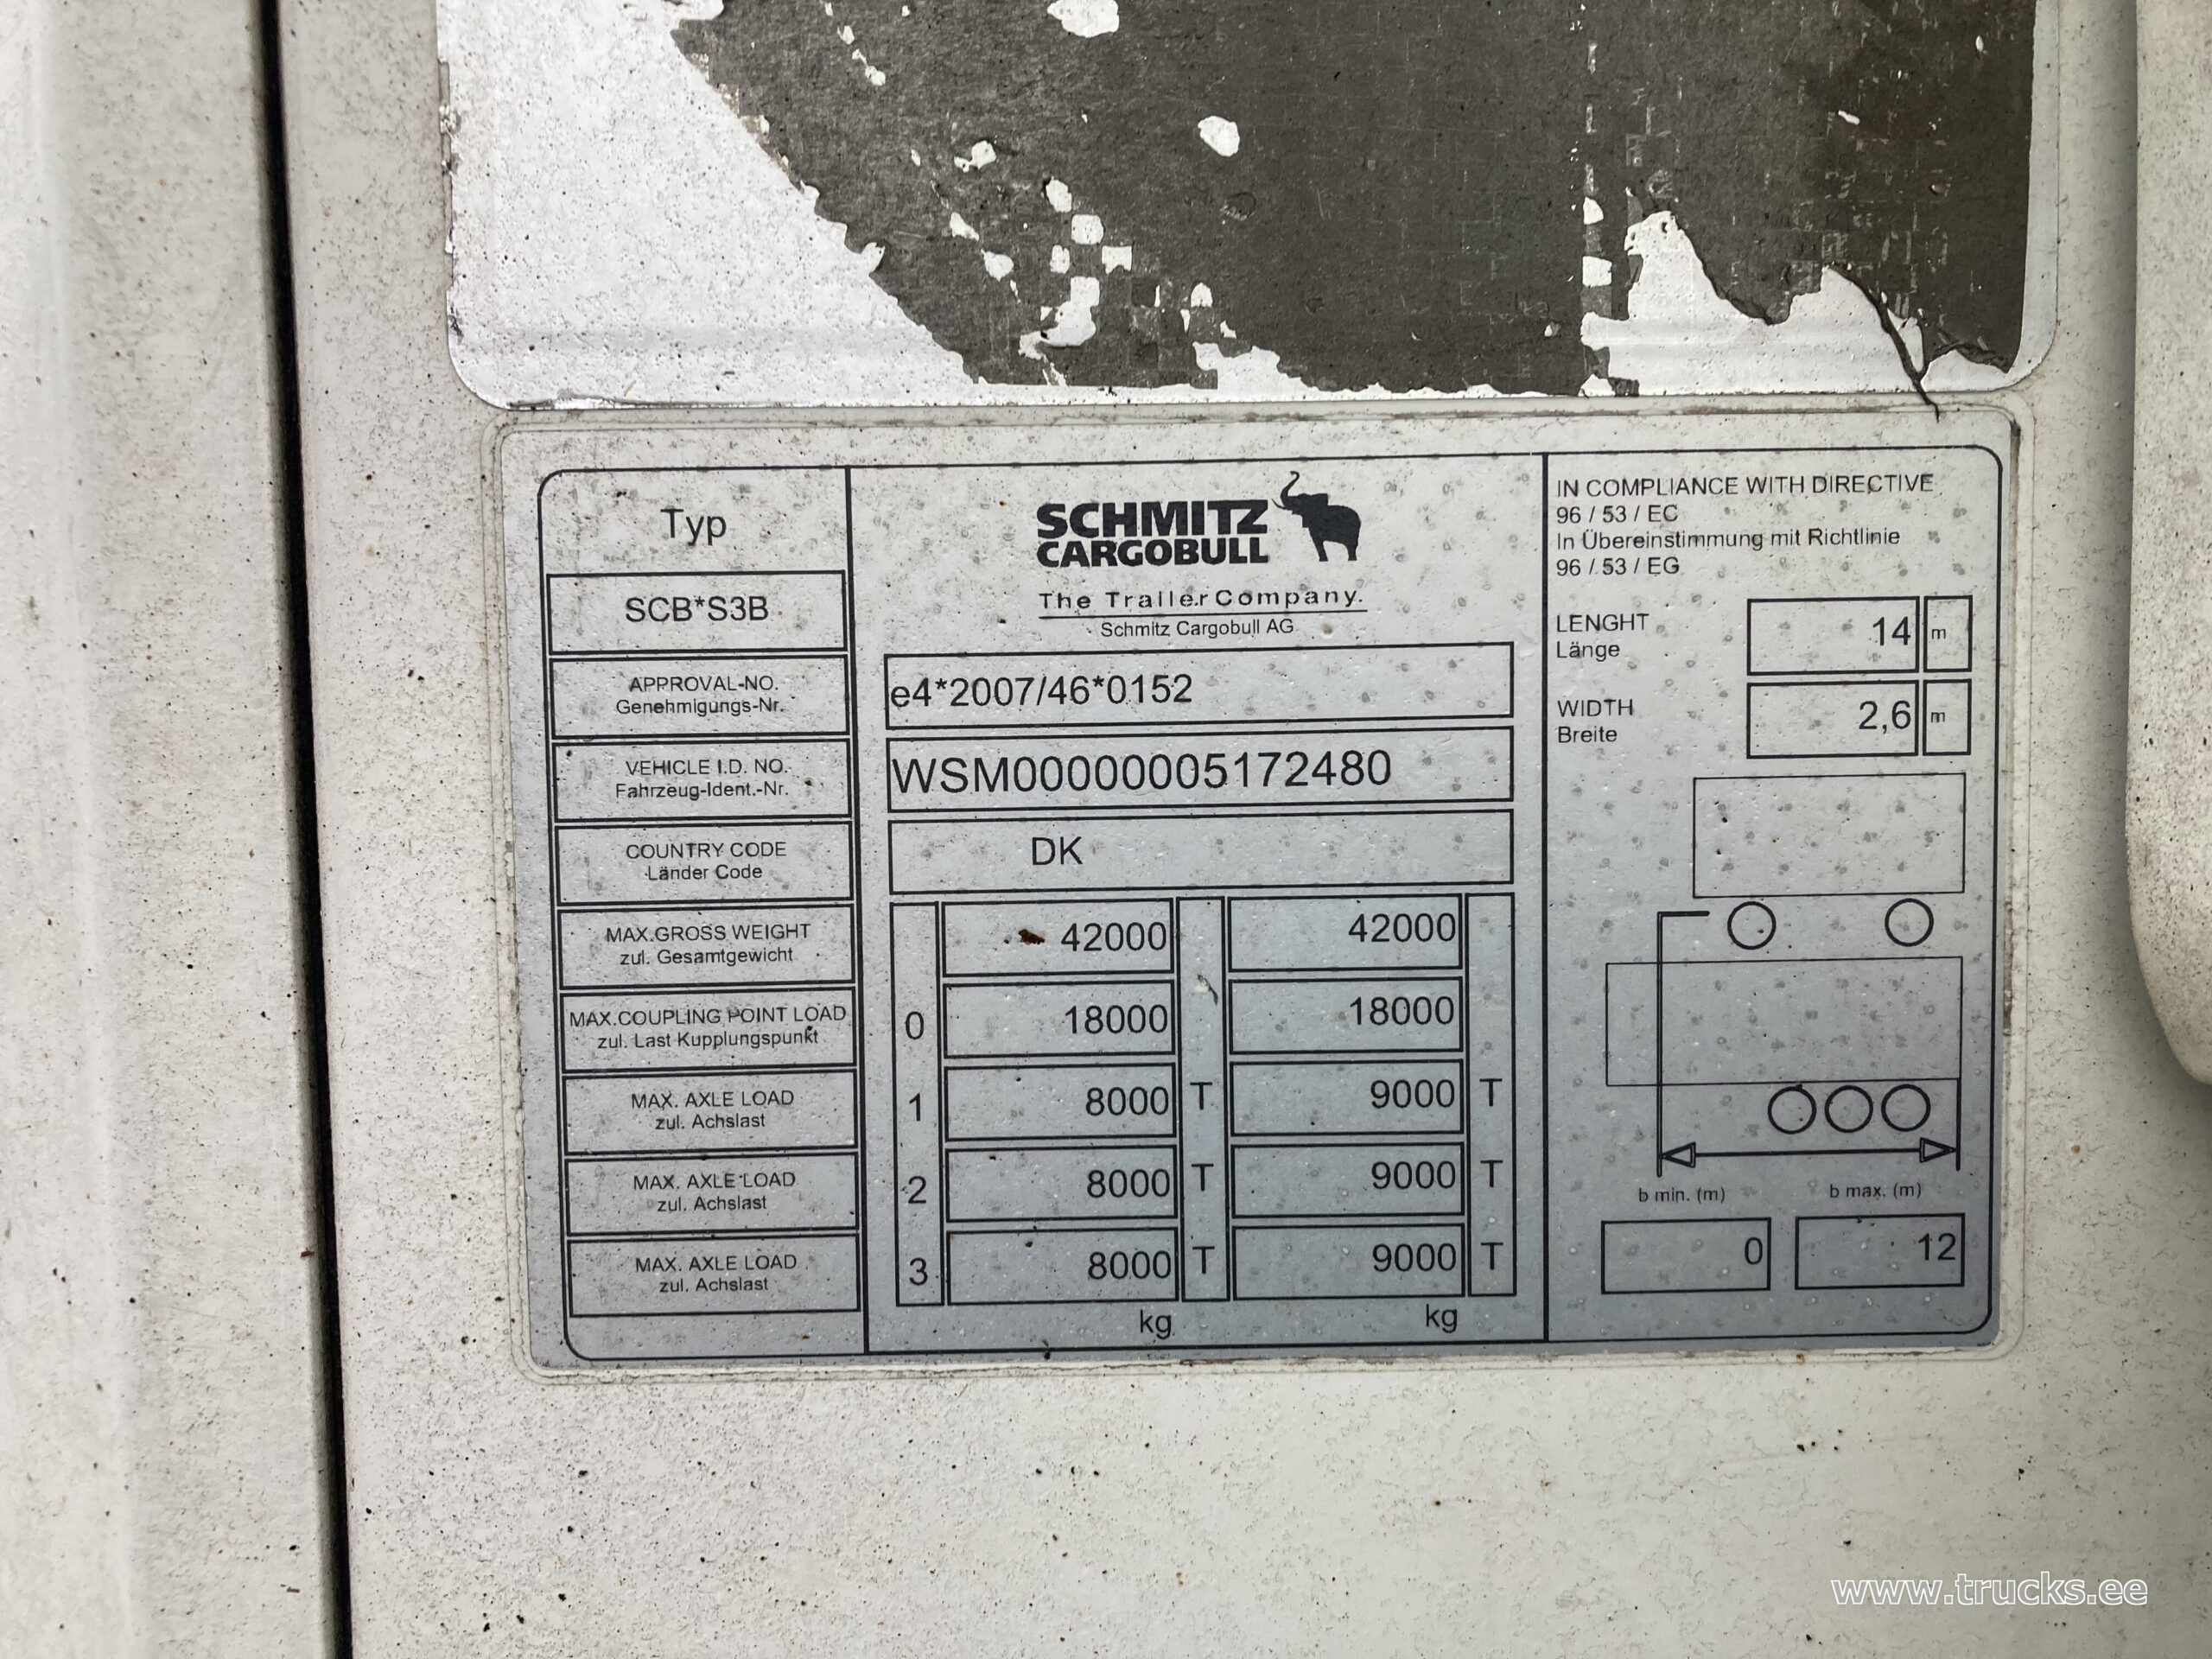 Typ
SCB*S3B
APPROVAL-NO.
Genehmigungs-Nr.
VEHICLE I.D. NO.
Fahrzeug-Ident.-Nr.
COUNTRY CODE
Länder Code
MAX.GROSS WEIGHT
zul. Gesamtgewicht
MAX.COUPLING POINT LOAD
zul. Last Kupplungspunkt
MAX. AXLE LOAD
zul. Achslast
MAX. AXLE LOAD
zul. Achslast
MAX. AXLE LOAD
zul. Achslast
SCHMITZ
CARGOBULL
The Trailer Company.
Schmitz Cargobull AG
e4*2007/46*0152
WSM00000005172480
DK
42000 42000
0 18000 18000
1 8000 T 9000 T
2 8000 T 9000 T
3 8000 T 9000 T
kg kg
IN COMPLIANCE WITH DIRECTIVE
96 / 53 / EC
In Übereinstimmung mit Richtlinie
96 / 53 / EG
LENGHT
Länge
14 m
WIDTH
Breite
2,6 m
b min. (m) b max. (m)
0 12
www.trucks.ee